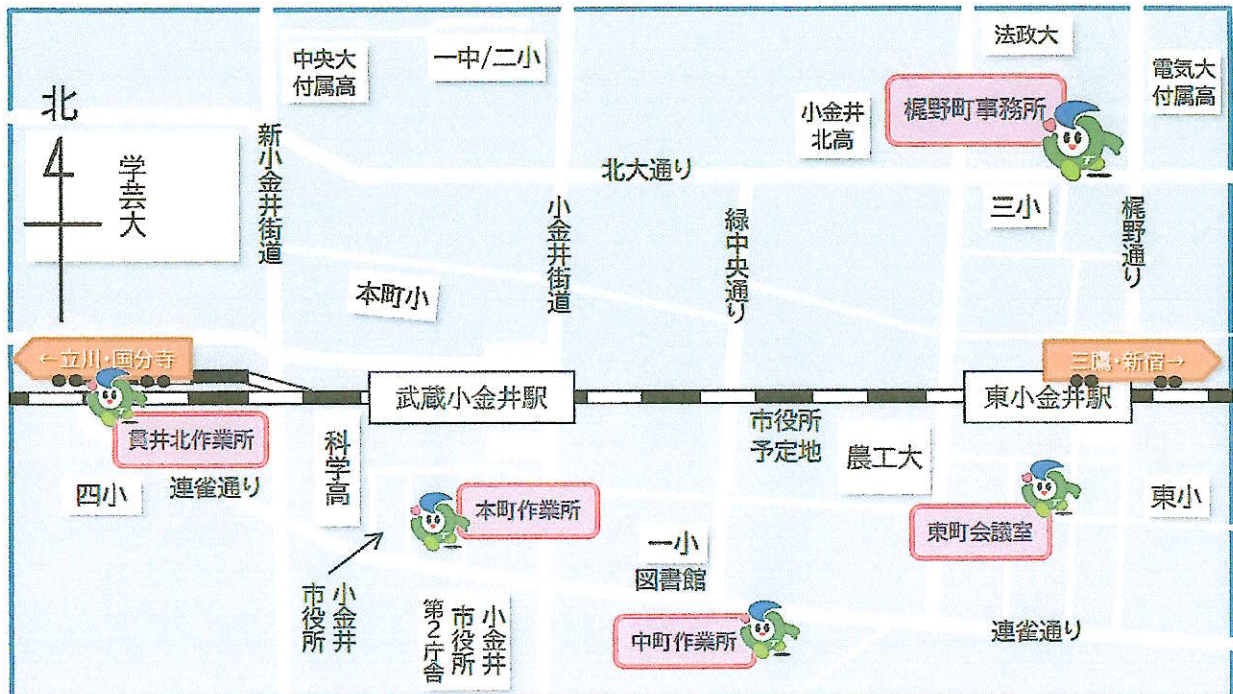 北
学芸大
新小金井街道
中央大
付属高
一中/二小
法政大
電気大
付属高
小金井
北高
梶野町事務所
北大通り
三小
小金井街道
緑中央通り
梶野通り
本町小
←立川・国分寺
三鷹・新宿→
武蔵小金井駅
東小金井駅
貫井北作業所
四小
連雀通り
科学高
市役所
予定地
農工大
本町作業所
東町会議室
東小
一小
図書館
小金井
市役所
小金井
市役所
第2庁舎
中町作業所
連雀通り